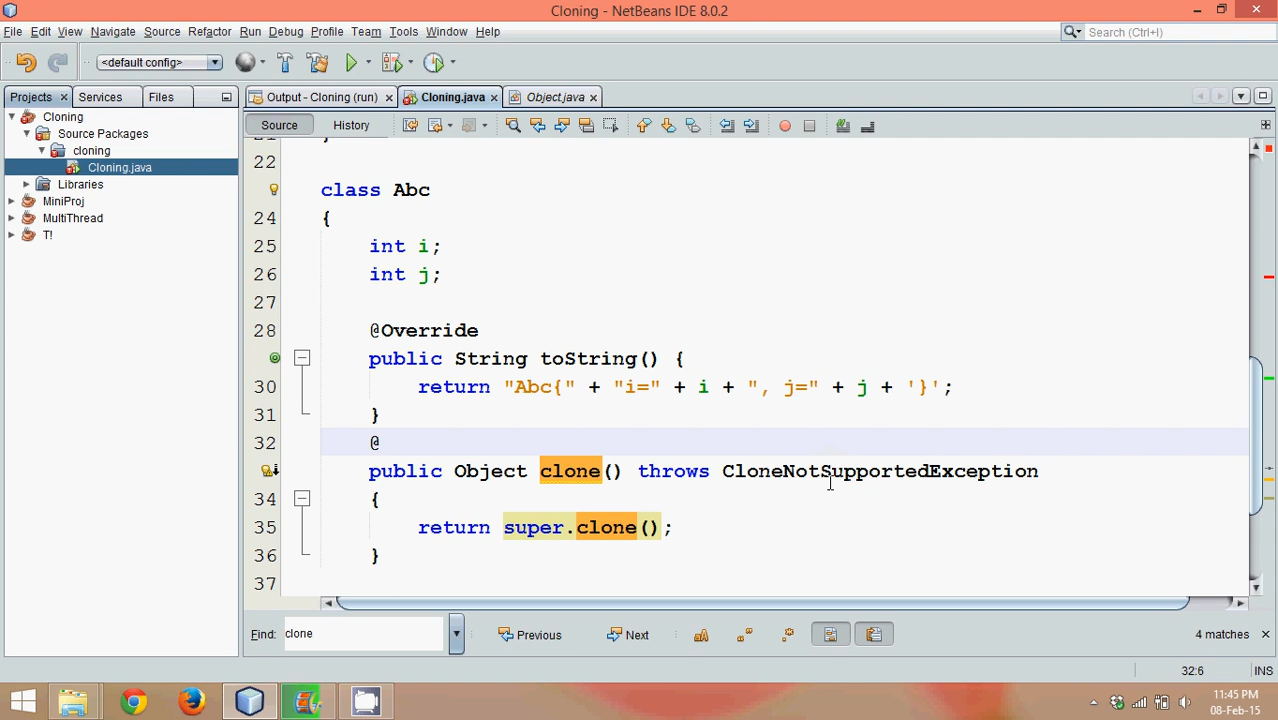 Cloning - NetBeans IDE 8.0.2
File Edit View Navigate Source Refactor Run Debug Profile Team Tools Window Help
Search (Ctrl+I)
<default config>
Projects Services Files
Output - Cloning (run) Cloning.java Object.java
Cloning
Source Packages
cloning
Cloning.java
Libraries
MiniProj
MultiThread
T!
Source History
22
class Abc
24 {
25 int i;
26 int j;
27
28 @Override
public String toString() {
30 return "Abc{" + "i=" + i + ", j=" + j + '}';
31 }
32 @
public Object clone() throws CloneNotSupportedException
34 {
35 return super.clone();
36 }
37
Find: clone Previous Next 4 matches
32:6 INS
11:45 PM
08-Feb-15